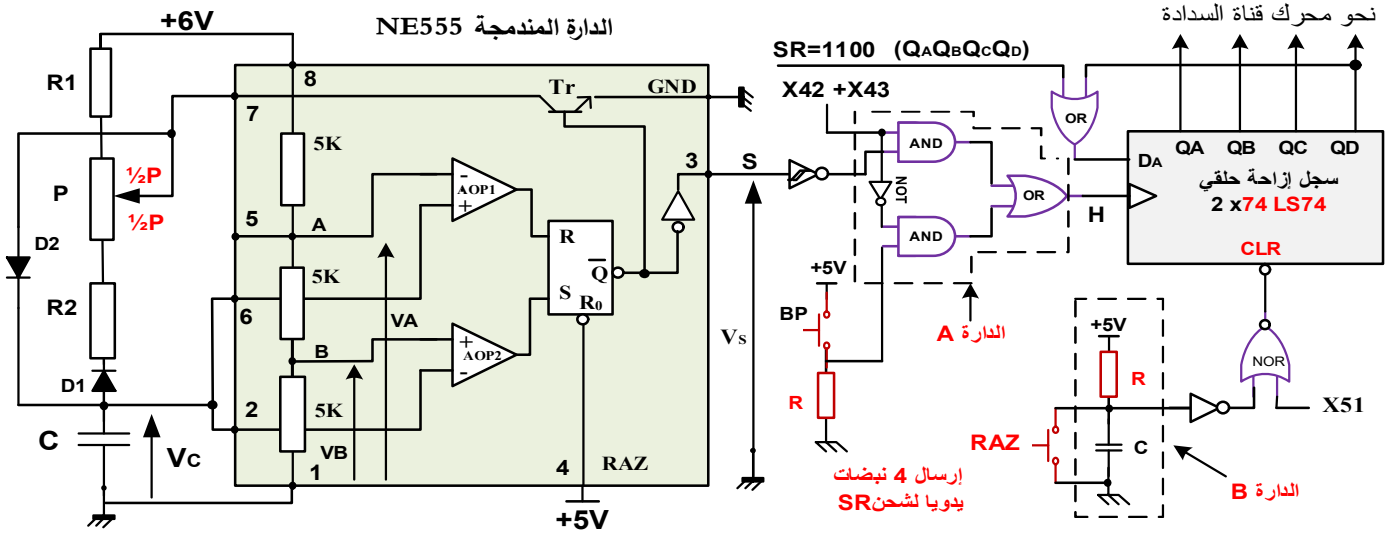 الدارة المندمجة NE555
نحو محرك قناة السدادة
+6V
SR=1100 (QAQBQCQD)
R1
8
Tr
GND
X42 +X43
OR
7
5K
AND
DA
QA QB QC QD
P
½P
½P
3
S
NOT
OR
H
سجل إزاحة حلقي
2 x74 LS74
5
A
AOP1
-
+
R
Q
S
R0
AND
CLR
D2
5K
+5V
R2
6
VA
BP
الدارة A
+5V
B
+
AOP2
-
VS
R
NOR
D1
2
5K
R
X51
C
VC
VB
RAZ
C
1
4
RAZ
إرسال 4 نبضات
يدويا لشحن SR
الدارة B
+5V